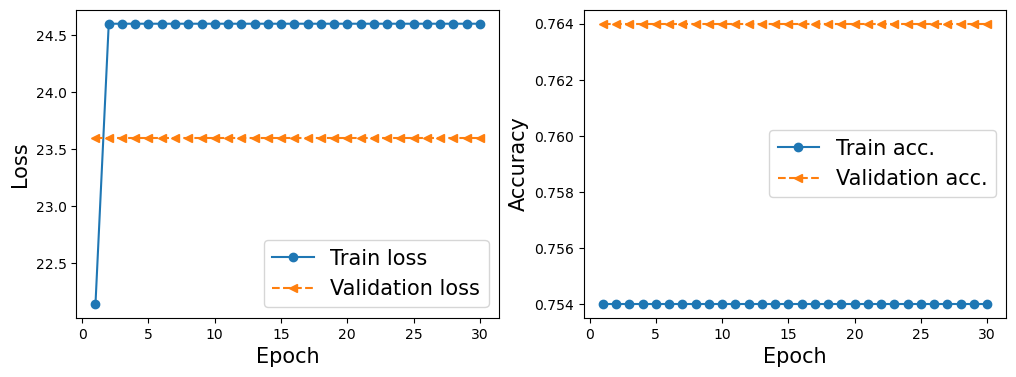 Loss
24.5
24.0
23.5
23.0
22.5
Train loss
Validation loss
0 5 10 15 20 25 30
Epoch
Accuracy
0.764
0.762
0.760
0.758
0.756
0.754
Train acc.
Validation acc.
0 5 10 15 20 25 30
Epoch